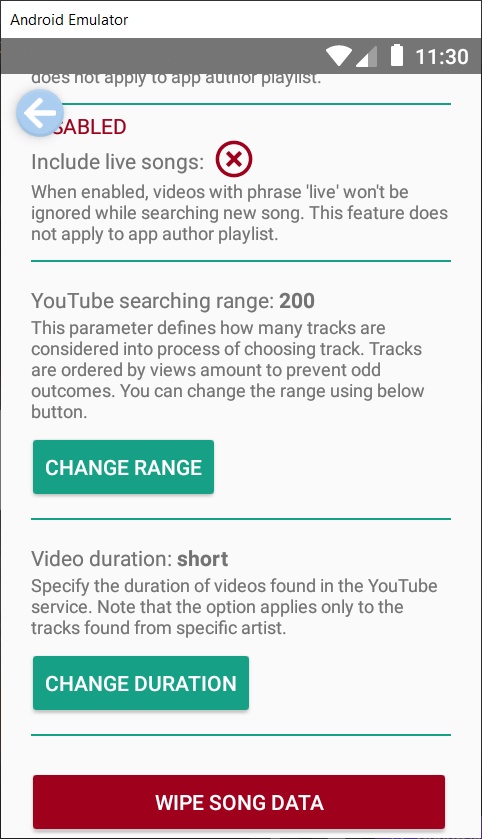 Android Emulator
11:30
does not apply to app author playlist.
SABLED
Include live songs:
When enabled, videos with phrase 'live' won't be
ignored while searching new song. This feature does
not apply to app author playlist.
YouTube searching range: 200
This parameter defines how many tracks are
considered into process of choosing track. Tracks
are ordered by views amount to prevent odd
outcomes. You can change the range using below
button.
CHANGE RANGE
Video duration: short
Specify the duration of videos found in the YouTube
service. Note that the option applies only to the
tracks found from specific artist.
CHANGE DURATION
WIPE SONG DATA